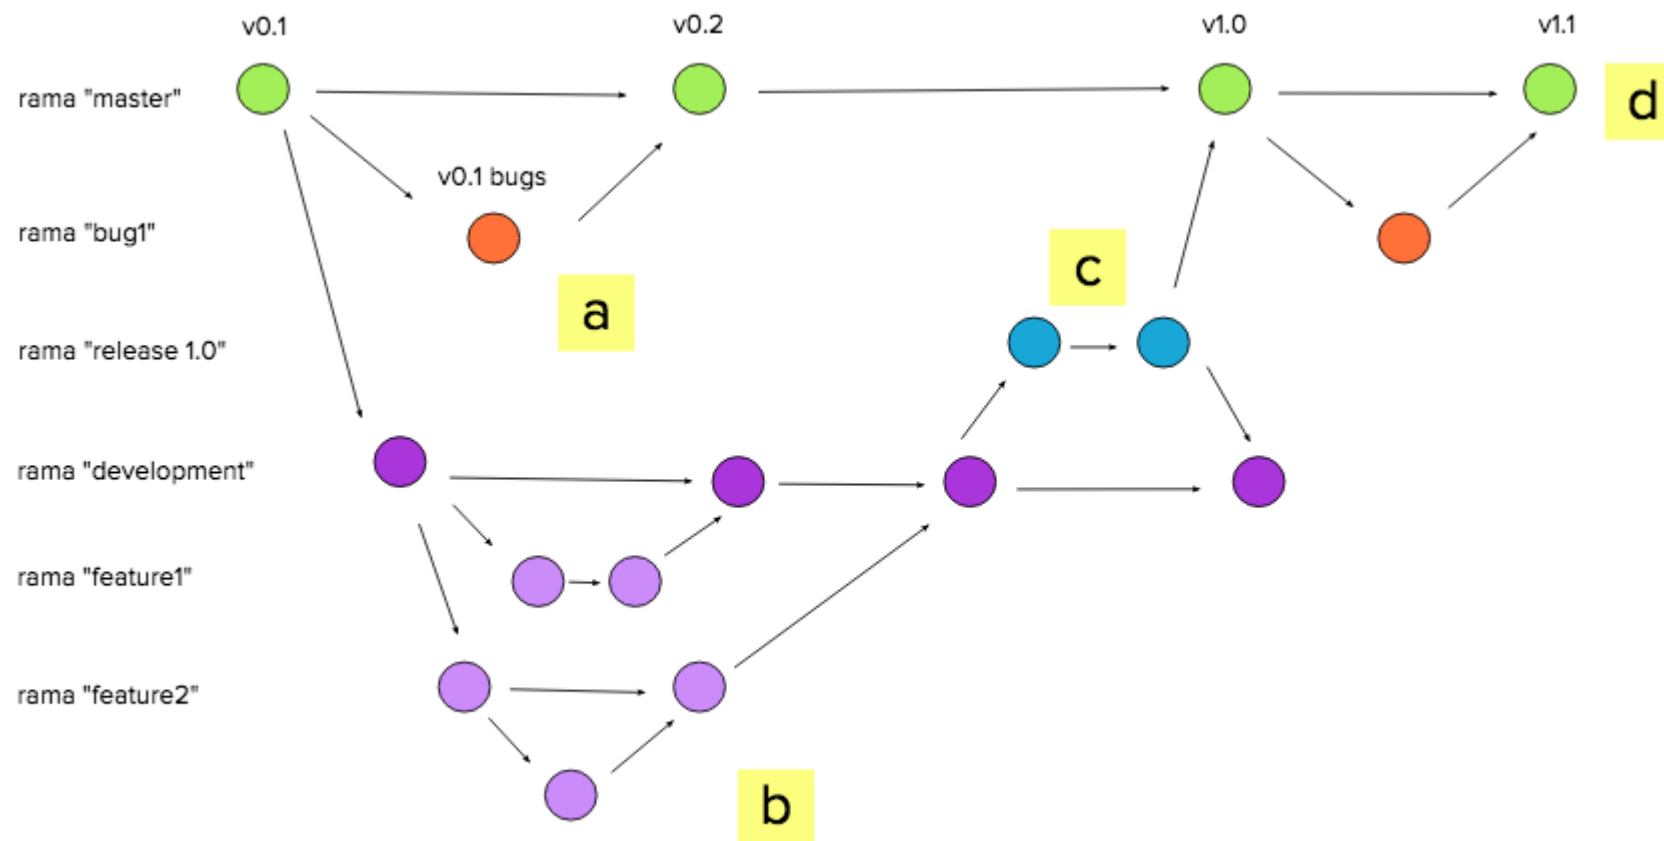 v0.1
v0.2
v1.0
v1.1
rama "master"
d
v0.1 bugs
rama "bug1"
c
a
rama "release 1.0"
rama "development"
rama "feature1"
rama "feature2"
b